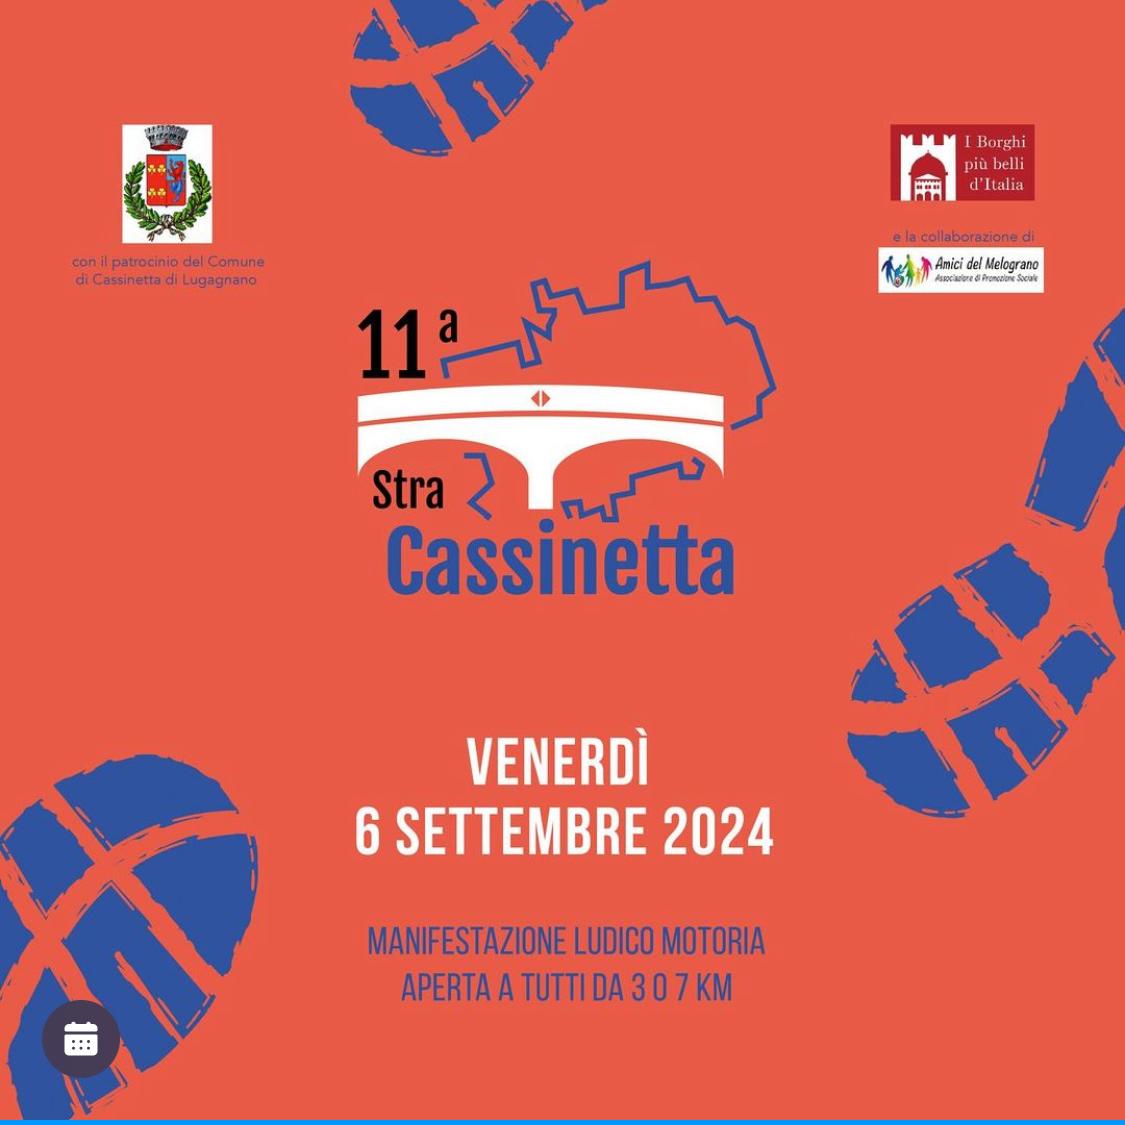 con il patrocinio del Comune
di Cassinetta di Lugagnano
I Borghi
più belli
d'Italia
e la collaborazione di
Amici del Melograno
Associazione di Promozione Sociale
11ª
Stra
Cassinetta
VENERDÌ
6 SETTEMBRE 2024
MANIFESTAZIONE LUDICO MOTORIA
APERTA A TUTTI DA 3 O 7 KM